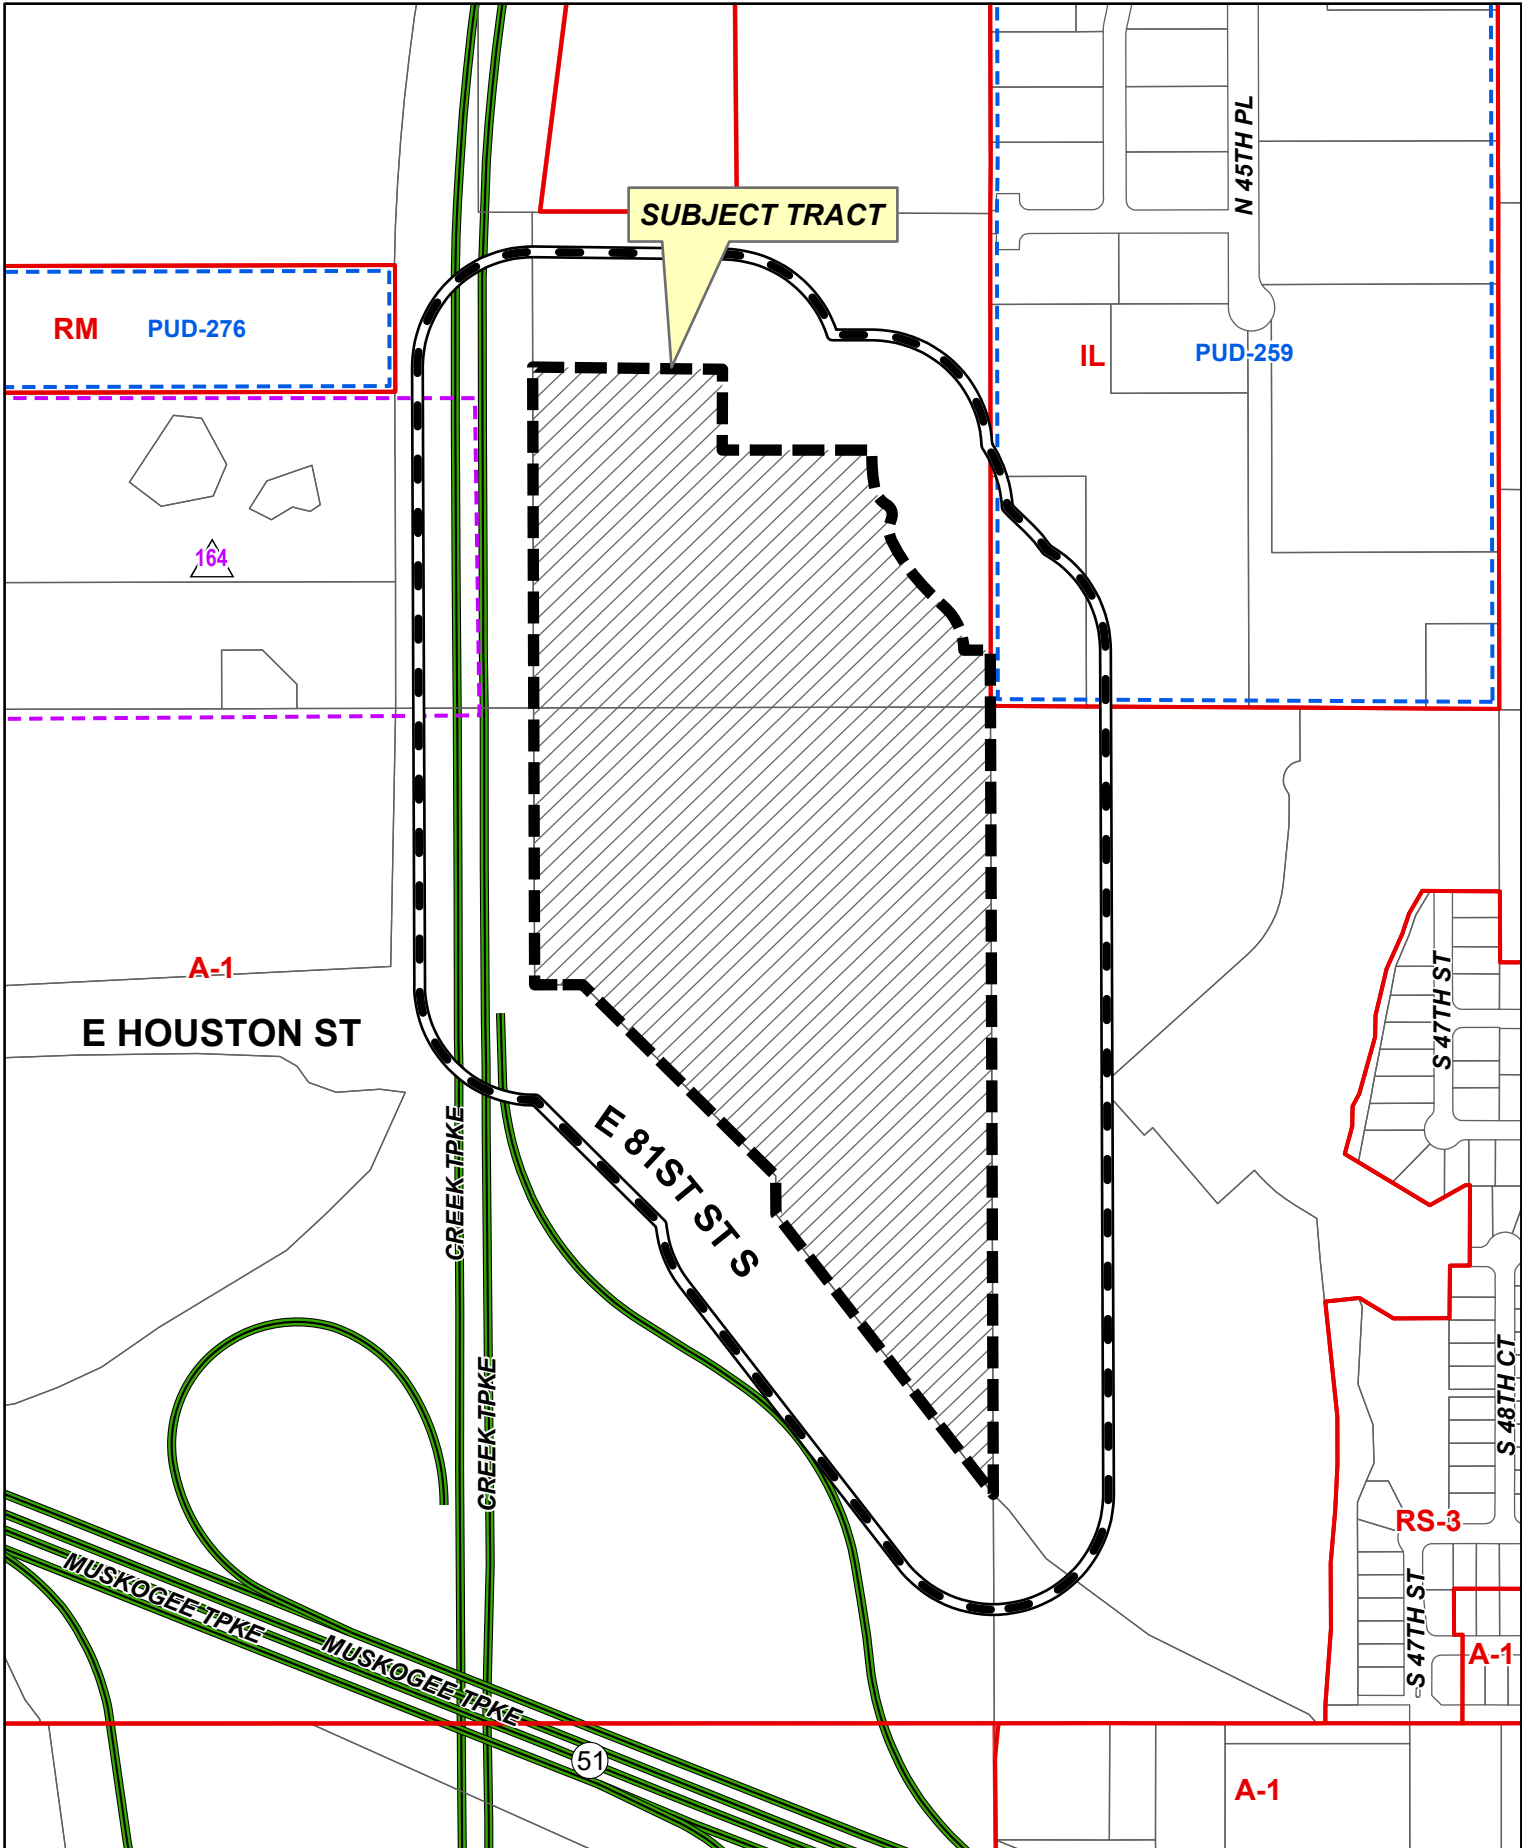 N 45TH PL
SUBJECT TRACT
RM
PUD-276
IL
PUD-259
164
A-1
E HOUSTON ST
S 47TH ST
E 81ST ST S
CREEK TPKE
CREEK TPKE
S 48TH CT
RS-3
MUSKOGEE TPKE
MUSKOGEE TPKE
S 47TH ST
A-1
51
A-1